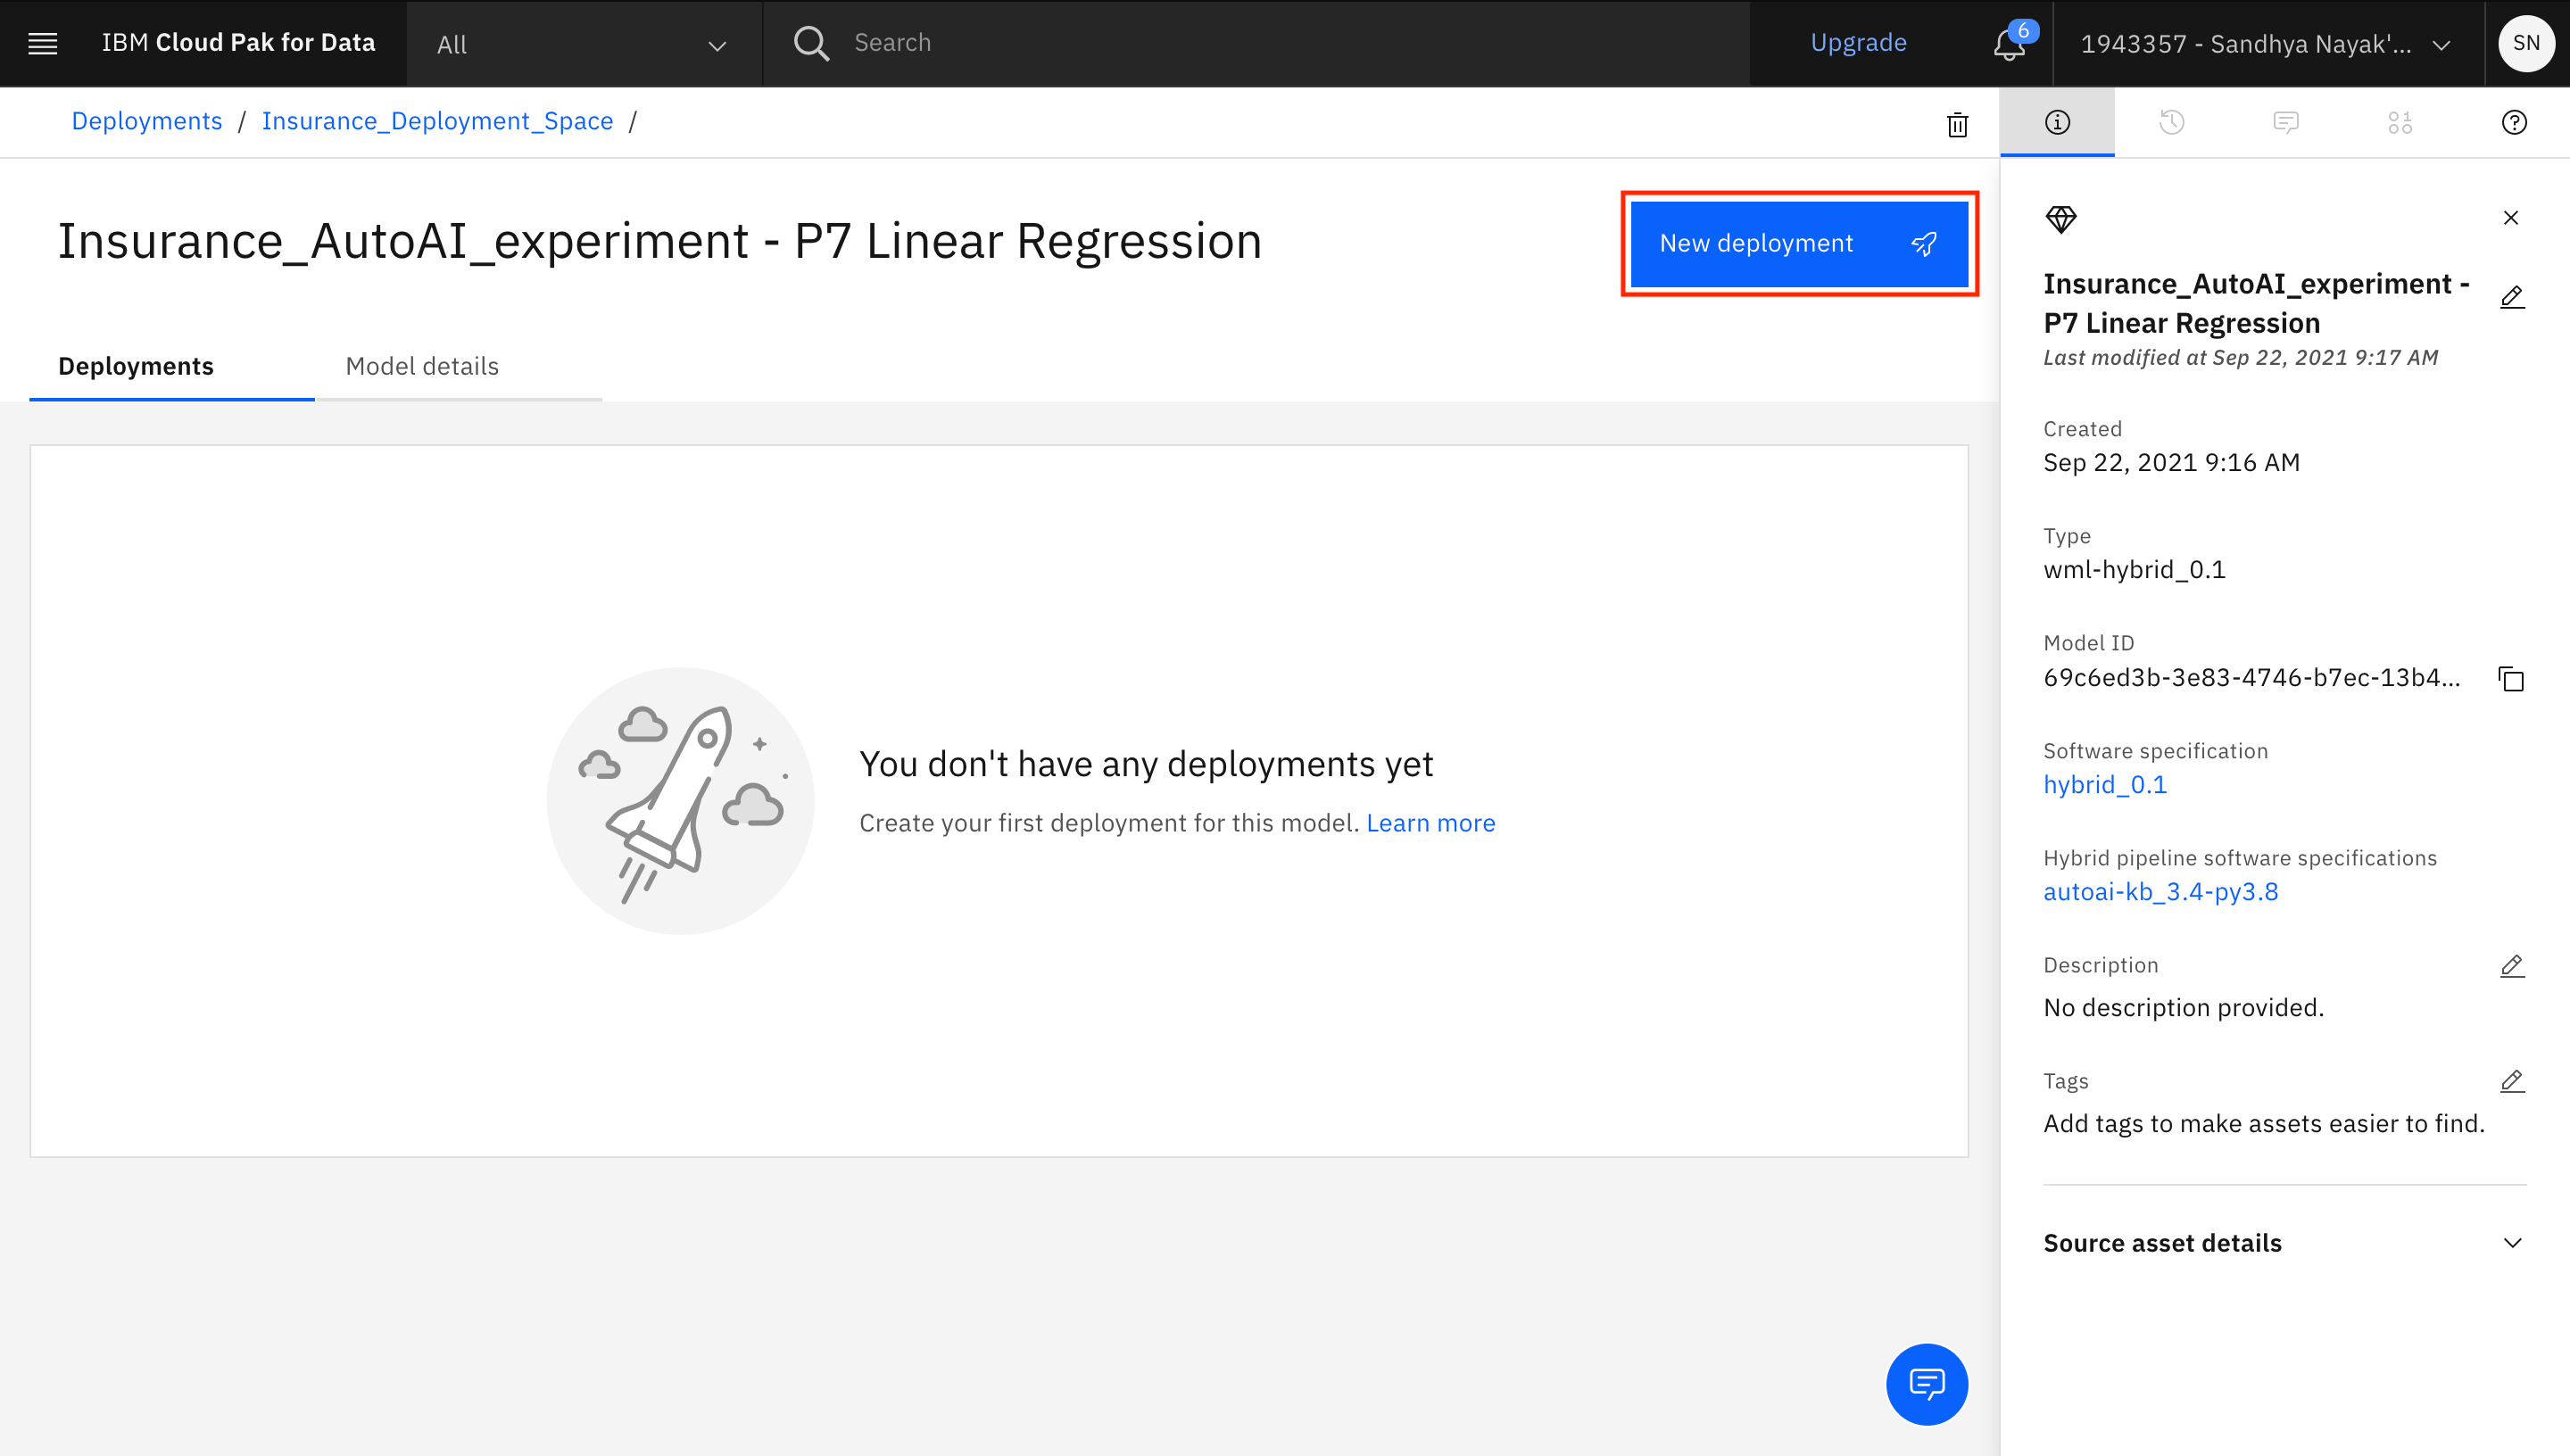 IBM Cloud Pak for Data
All
Search
Upgrade
6
1943357 - Sandhya Nayak'...
SN
Deployments / Insurance_Deployment_Space /
Insurance_AutoAI_experiment - P7 Linear Regression
New deployment
Deployments
Model details
You don't have any deployments yet
Create your first deployment for this model. Learn more
Insurance_AutoAI_experiment -
P7 Linear Regression
Last modified at Sep 22, 2021 9:17 AM
Created
Sep 22, 2021 9:16 AM
Type
wml-hybrid_0.1
Model ID
69c6ed3b-3e83-4746-b7ec-13b4...
Software specification
hybrid_0.1
Hybrid pipeline software specifications
autoai-kb_3.4-py3.8
Description
No description provided.
Tags
Add tags to make assets easier to find.
Source asset details